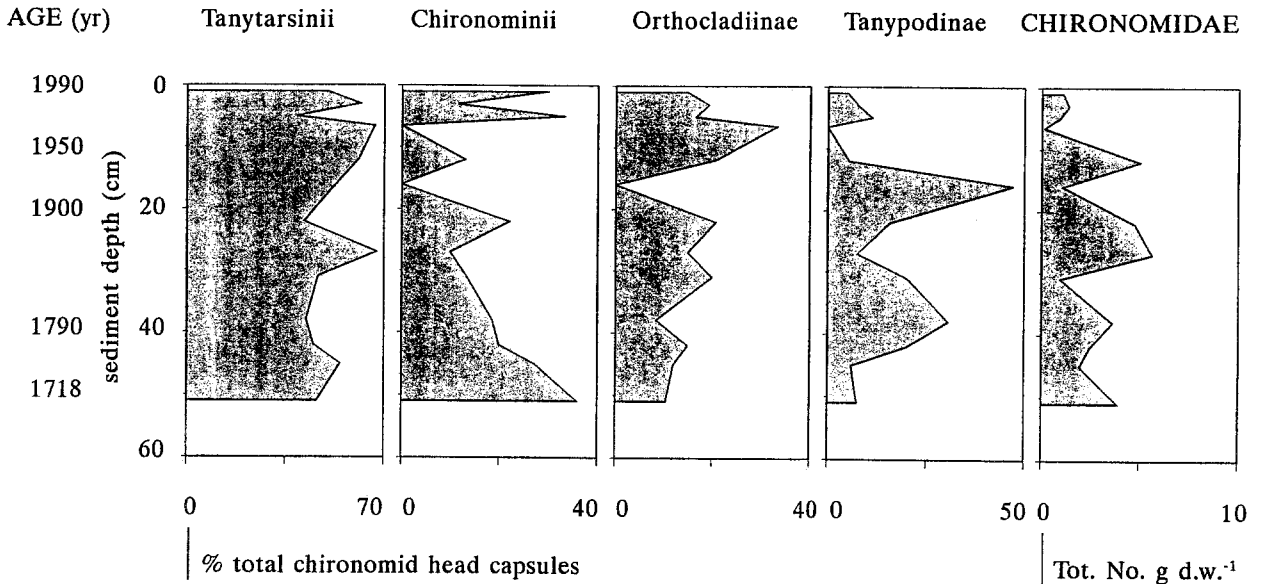 AGE (yr) Tanytarsinii Chironominii Orthocladiinae Tanypodinae CHIRONOMIDAE
1990 0
1950
1900 20
1790 40
1718
60
sediment depth (cm)
70 0 40 0 40 0 50 0 10
% total chironomid head capsules
Tot. No. g d.w.-1